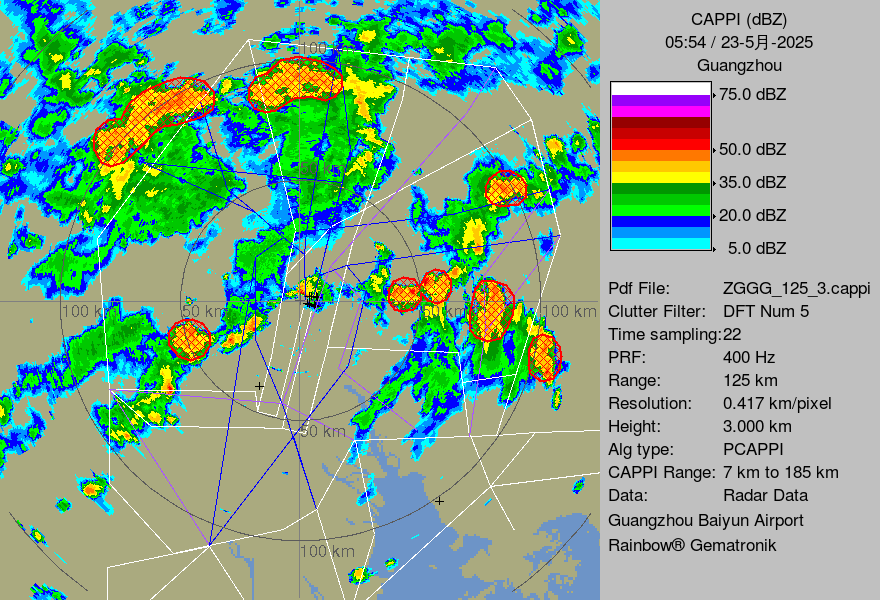 CAPPI (dBZ)
05:54 / 23-5月-2025
Guangzhou
75.0 dBZ
50.0 dBZ
35.0 dBZ
20.0 dBZ
5.0 dBZ
Pdf File: ZGGG_125_3.cappi
Clutter Filter: DFT Num 5
Time sampling:22
PRF: 400 Hz
Range: 125 km
Resolution: 0.417 km/pixel
Height: 3.000 km
Alg type: PCAPPI
CAPPI Range: 7 km to 185 km
Data: Radar Data
Guangzhou Baiyun Airport
Rainbow® Gematronik
100 km
100 km 50 km 50 km 100 km
50 km
100 km